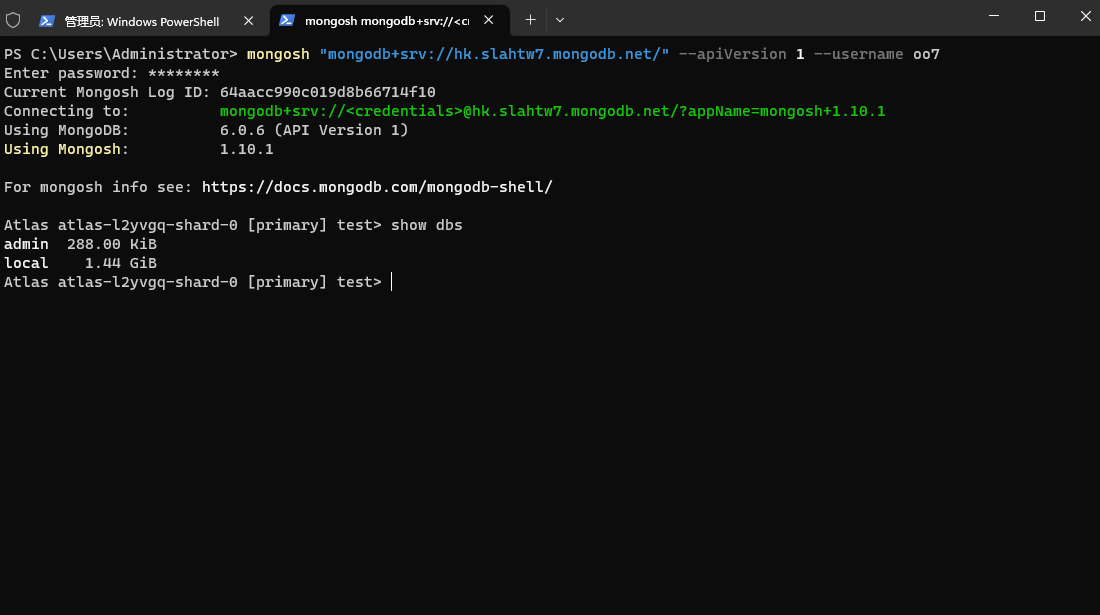 管理员: Windows PowerShell
mongosh mongodb+srv://<cr
PS C:\Users\Administrator> mongosh "mongodb+srv://hk.slahtw7.mongodb.net/" --apiVersion 1 --username oo7
Enter password: ********
Current Mongosh Log ID: 64aacc990c019d8b66714f10
Connecting to:          mongodb+srv://<credentials>@hk.slahtw7.mongodb.net/?appName=mongosh+1.10.1
Using MongoDB:          6.0.6 (API Version 1)
Using Mongosh:          1.10.1
For mongosh info see: https://docs.mongodb.com/mongodb-shell/
Atlas atlas-l2yvgq-shard-0 [primary] test> show dbs
admin  288.00 KiB
local    1.44 GiB
Atlas atlas-l2yvgq-shard-0 [primary] test>